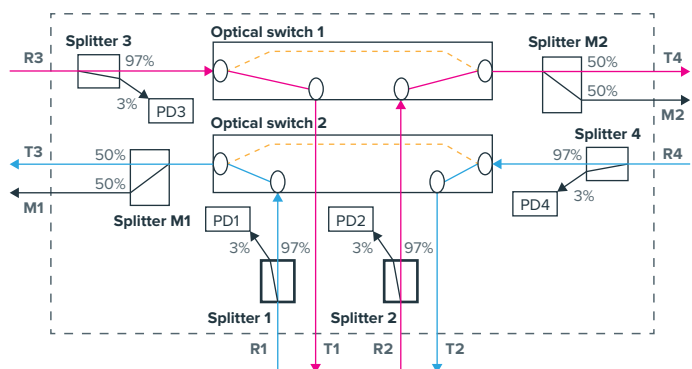 Optical switch 1
Splitter 3
Splitter M2
R3
97%
50%
T4
3%
PD3
50%
M2
Optical switch 2
Splitter 4
T3
50%
97%
R4
50%
3%
M1
PD4
Splitter M1
PD1
PD2
3%
97%
3%
97%
Splitter 1
Splitter 2
R1
T1
R2
T2